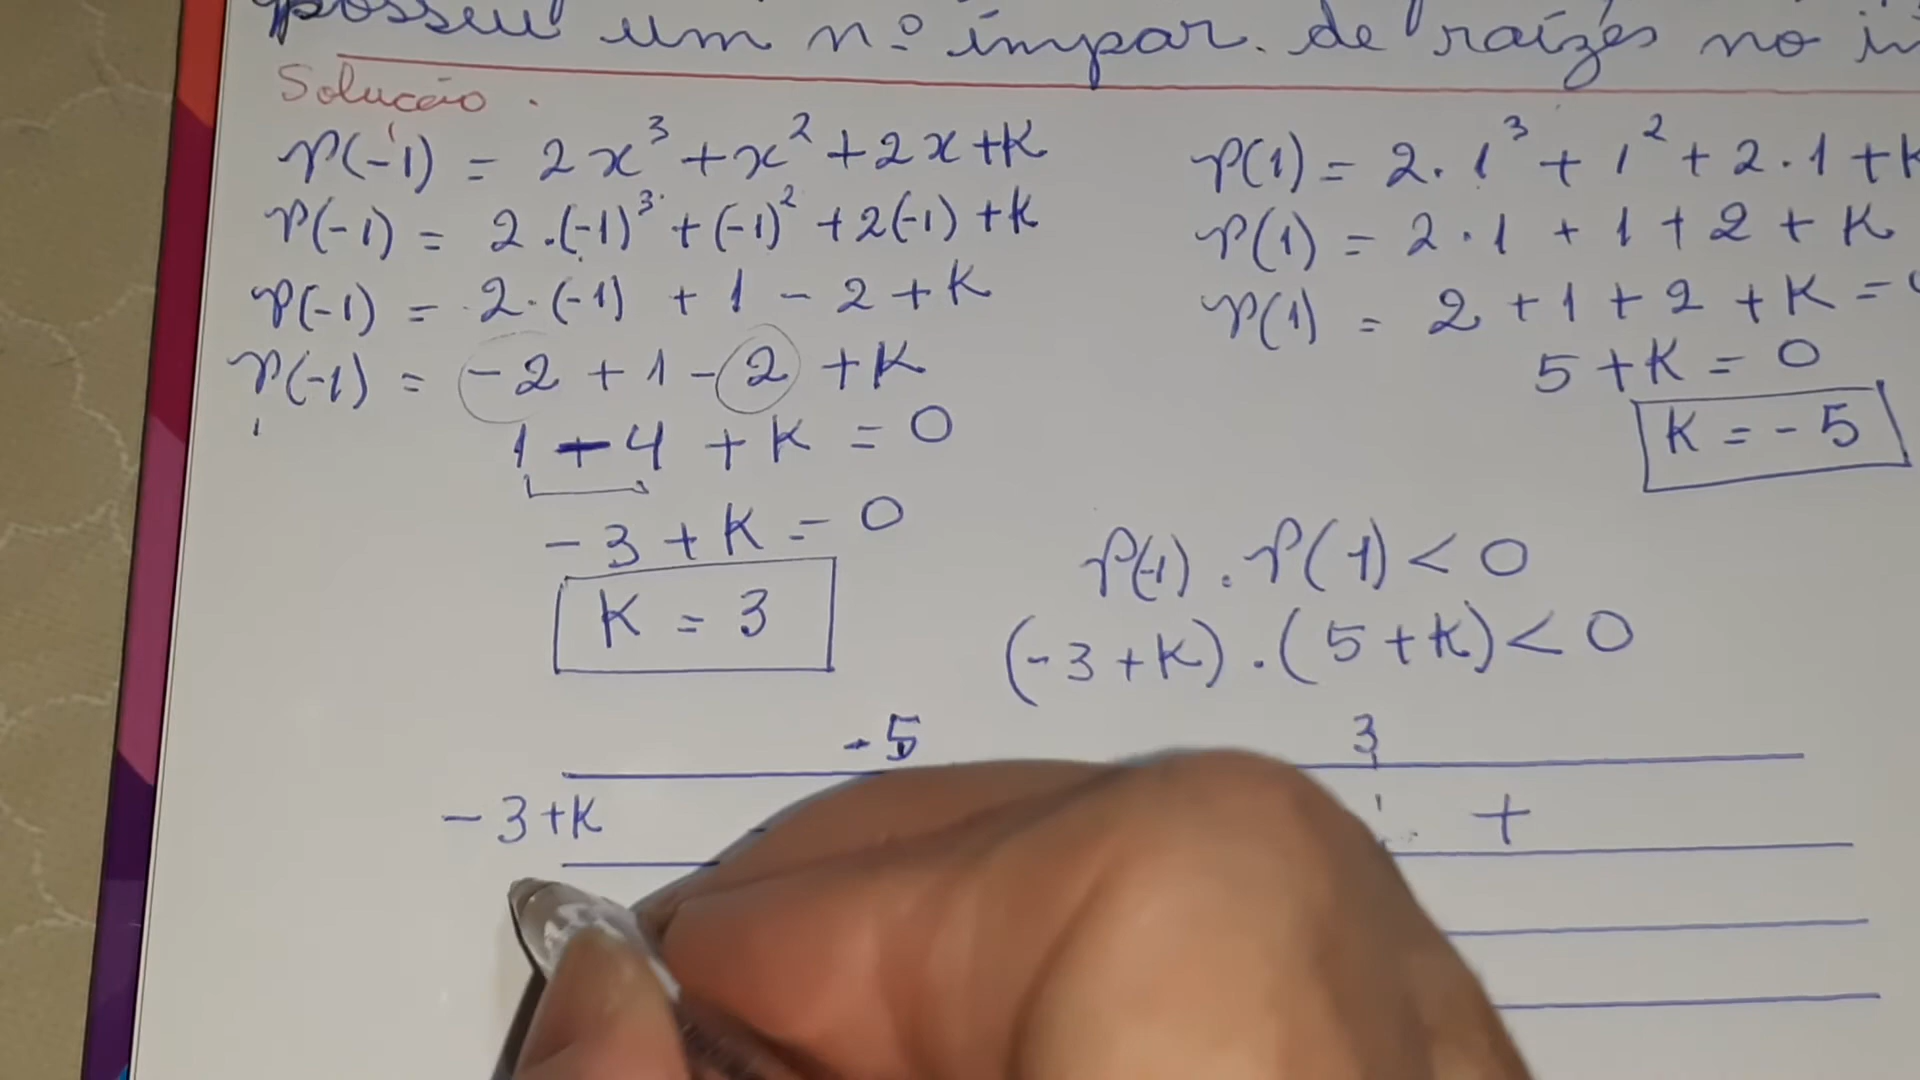 possui um nº ímpar. de raízes no in
Solução.
p(-1) = 2x³ + x² + 2x + K
p(-1) = 2.(-1)³ + (-1)² + 2(-1) + K
p(-1) = 2.(-1) + 1 - 2 + K
p(-1) = -2 + 1 - 2 + K
1 - 4 + K = 0
-3 + K = 0
K = 3
p(1) = 2.1³ + 1² + 2.1 + K
p(1) = 2.1 + 1 + 2 + K
p(1) = 2 + 1 + 2 + K =
5 + K = 0
K = -5
P(-1) . P(1) < 0
(-3+K) . (5+K) < 0
-5 3
-3+K +